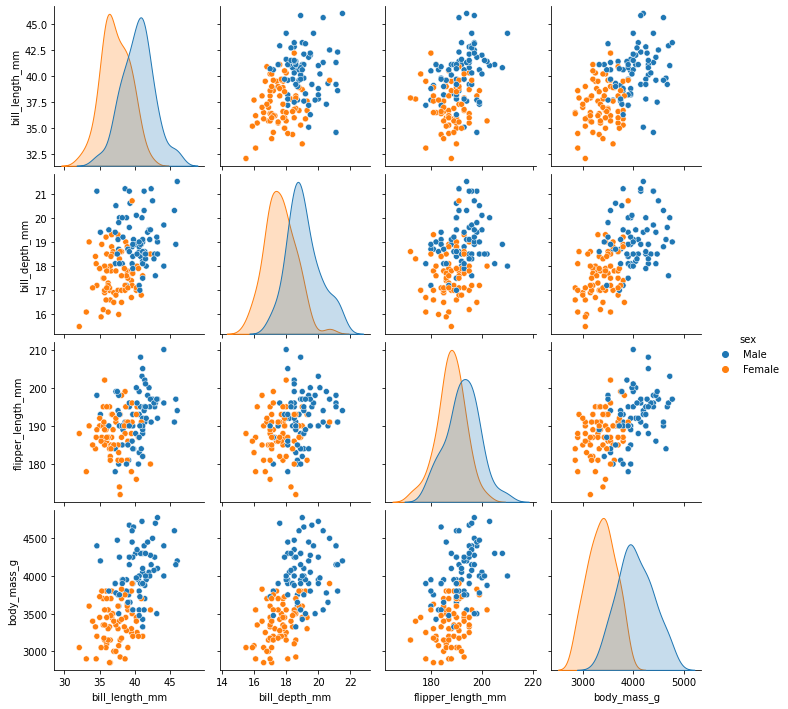 bill_length_mm
45.0
42.5
40.0
37.5
35.0
32.5
bill_depth_mm
21
20
19
18
17
16
flipper_length_mm
210
200
190
180
body_mass_g
4500
4000
3500
3000
30 35 40 45
bill_length_mm
14 16 18 20 22
bill_depth_mm
180 200 220
flipper_length_mm
3000 4000 5000
body_mass_g
sex
Male
Female